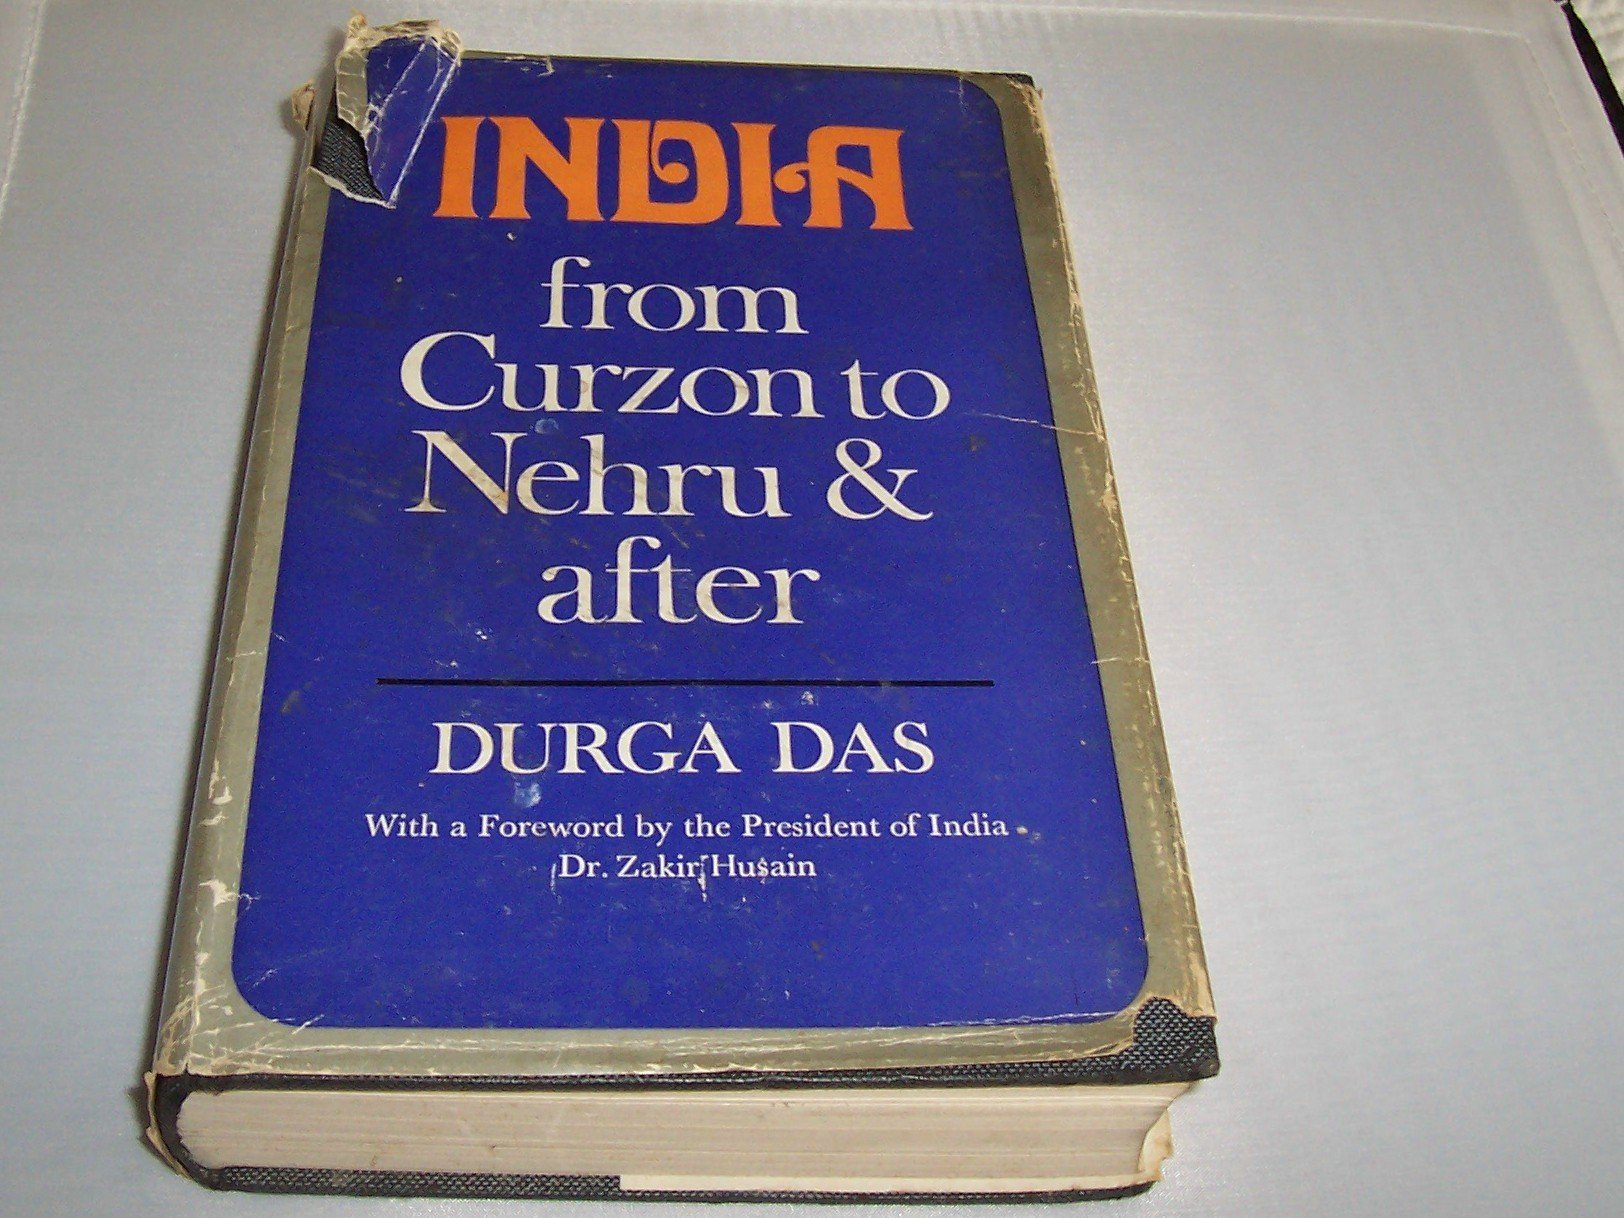 INDIA
from
Curzon to
Nehru &
after
DURGA DAS
With a Foreword by the President of India
Dr. Zakir Husain